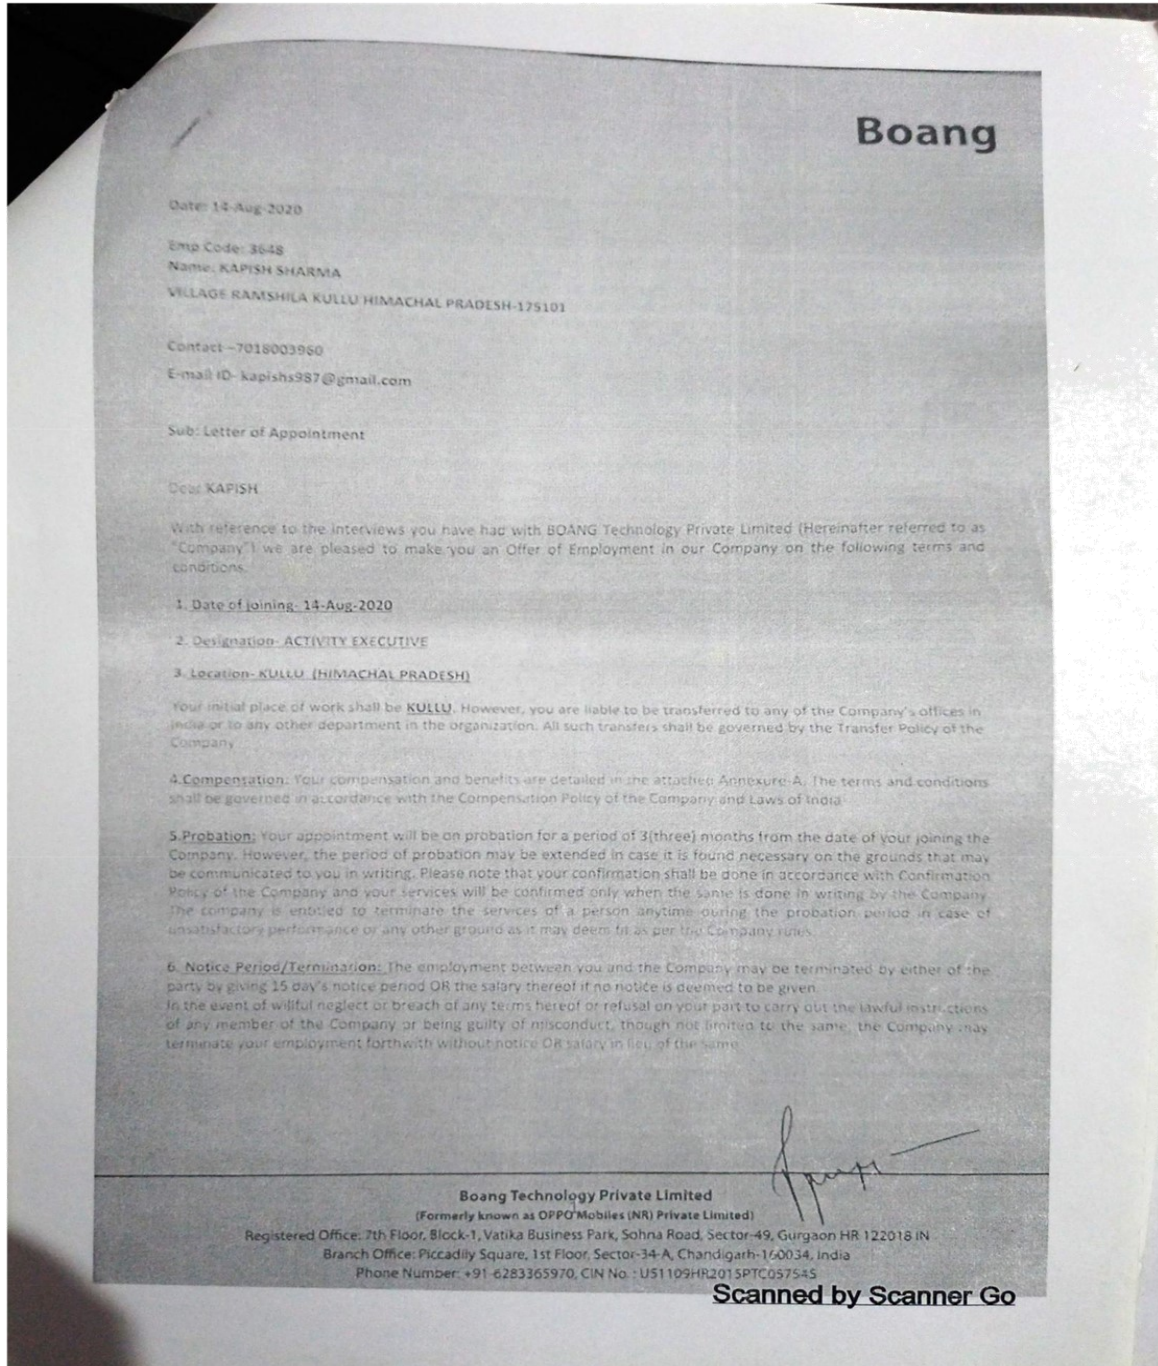 Boang
Date: 14-Aug-2020
Emp Code: 3648
Name: KAPISH SHARMA
VILLAGE RAMSHILA KULLU HIMACHAL PRADESH-175101
Contact –7018003960
E-mail ID- kapishs987@gmail.com
Sub: Letter of Appointment
Dear KAPISH
With reference to the interviews you have had with BOANG Technology Private Limited (Hereinafter referred to as
"Company") we are pleased to make you an Offer of Employment in our Company on the following terms and
conditions.
1. Date of joining- 14-Aug-2020
2. Designation- ACTIVITY EXECUTIVE
3. Location- KULLU (HIMACHAL PRADESH)
Your initial place of work shall be KULLU. However, you are liable to be transferred to any of the Company's offices in
India or to any other department in the organization. All such transfers shall be governed by the Transfer Policy of the
Company
4.Compensation: Your compensation and benefits are detailed in the attached Annexure-A. The terms and conditions
shall be governed in accordance with the Compensation Policy of the Company and Laws of India
5.Probation: Your appointment will be on probation for a period of 3(three) months from the date of your joining the
Company. However, the period of probation may be extended in case it is found necessary on the grounds that may
be communicated to you in writing. Please note that your confirmation shall be done in accordance with Confirmation
Policy of the Company and your services will be confirmed only when the same is done in writing by the Company
The company is entitled to terminate the services of a person anytime during the probation period in case of
unsatisfactory performance or any other ground as it may deem fit as per the Company rules.
6. Notice Period/Termination: The employment between you and the Company may be terminated by either of the
party by giving 15 day's notice period OR the salary thereof if no notice is deemed to be given.
In the event of willful neglect or breach of any terms hereof or refusal on your part to carry out the lawful instructions
of any member of the Company or being guilty of misconduct, though not limited to the same, the Company may
terminate your employment forthwith without notice OR salary in lieu of the same
Boang Technology Private Limited
(Formerly known as OPPO Mobiles (NR) Private Limited)
Registered Office: 7th Floor, Block-1, Vatika Business Park, Sohna Road, Sector-49, Gurgaon HR 122018 IN
Branch Office: Piccadily Square, 1st Floor, Sector-34-A, Chandigarh-160034, India
Phone Number: +91-6283365970, CIN No. : U51109HR2015PTC057545
Scanned by Scanner Go